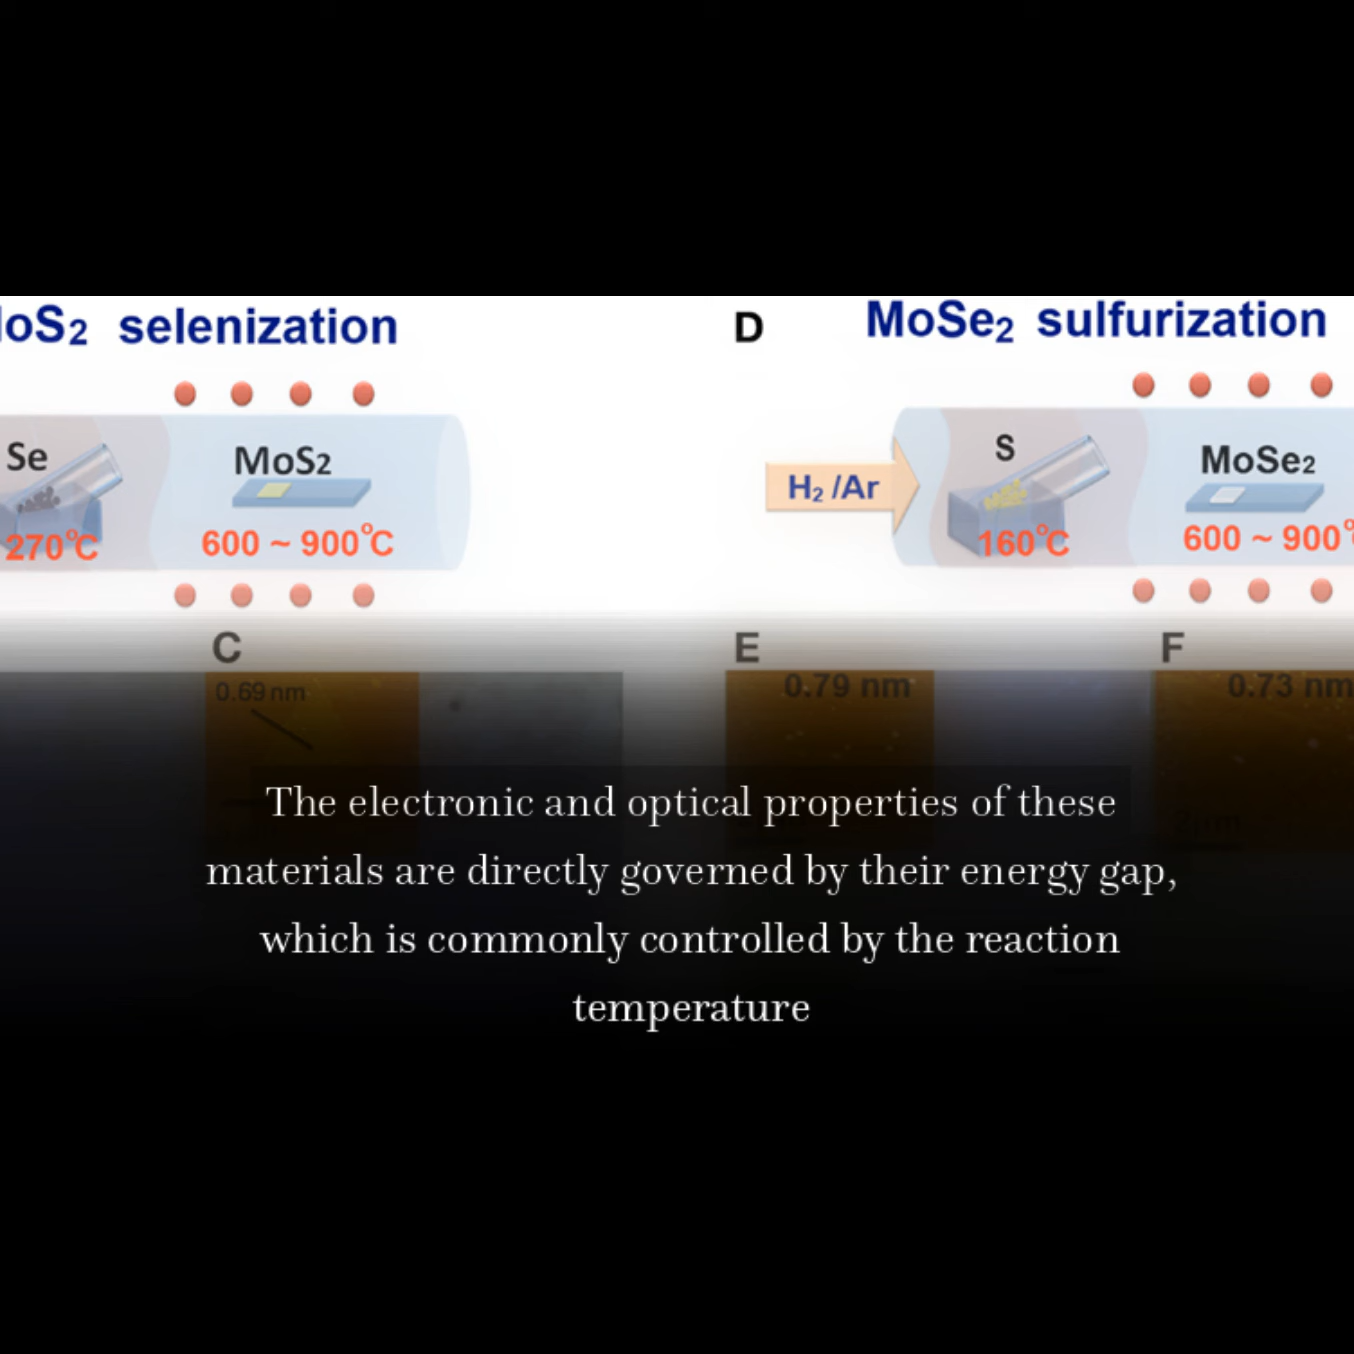 oS2 selenization
D
MoSe2 sulfurization
Se
MoS2
270°C
600 ~ 900°C
H2 /Ar
S
MoSe2
160°C
600 ~ 900°
C
E
F
0.69 nm
0.79 nm
0.73 nm
The electronic and optical properties of these
materials are directly governed by their energy gap,
which is commonly controlled by the reaction
temperature